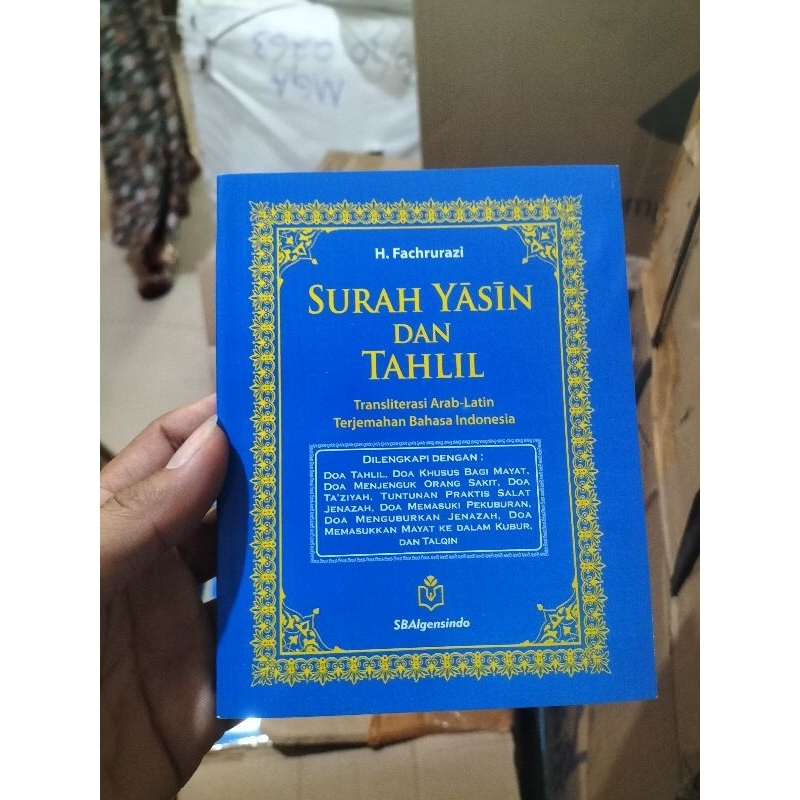 H. Fachrurazi
SURAH YĀSĪN
DAN
TAHLIL
Transliterasi Arab-Latin
Terjemahan Bahasa Indonesia
DILENGKAPI DENGAN :
DOA TAHLIL, DOA KHUSUS BAGI MAYAT,
DOA MENJENGUK ORANG SAKIT, DOA
TA'ZIYAH, TUNTUNAN PRAKTIS SALAT
JENAZAH, DOA MEMASUKI PEKUBURAN,
DOA MENGUBURKAN JENAZAH, DOA
MEMASUKKAN MAYAT KE DALAM KUBUR,
DAN TALQIN
SBAlgensindo